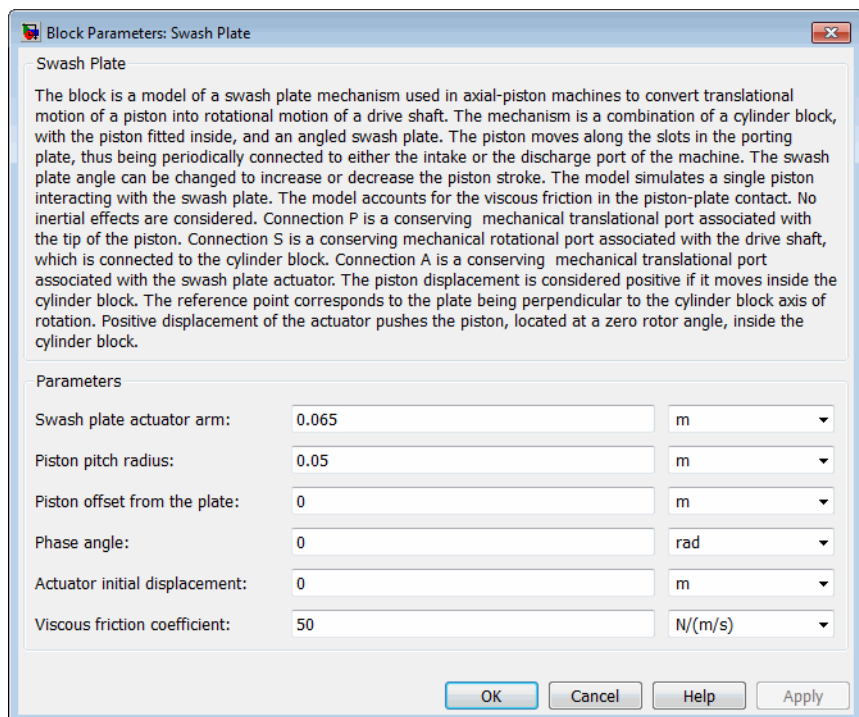 Block Parameters: Swash Plate
Swash Plate
The block is a model of a swash plate mechanism used in axial-piston machines to convert translational
motion of a piston into rotational motion of a drive shaft. The mechanism is a combination of a cylinder block,
with the piston fitted inside, and an angled swash plate. The piston moves along the slots in the porting
plate, thus being periodically connected to either the intake or the discharge port of the machine. The swash
plate angle can be changed to increase or decrease the piston stroke. The model simulates a single piston
interacting with the swash plate. The model accounts for the viscous friction in the piston-plate contact. No
inertial effects are considered. Connection P is a conserving  mechanical translational port associated with
the tip of the piston. Connection S is a conserving mechanical rotational port associated with the drive shaft,
which is connected to the cylinder block. Connection A is a conserving  mechanical translational port
associated with the swash plate actuator. The piston displacement is considered positive if it moves inside the
cylinder block. The reference point corresponds to the plate being perpendicular to the cylinder block axis of
rotation. Positive displacement of the actuator pushes the piston, located at a zero rotor angle, inside the
cylinder block.
Parameters
Swash plate actuator arm: 0.065 m
Piston pitch radius: 0.05 m
Piston offset from the plate: 0 m
Phase angle: 0 rad
Actuator initial displacement: 0 m
Viscous friction coefficient: 50 N/(m/s)
OK Cancel Help Apply